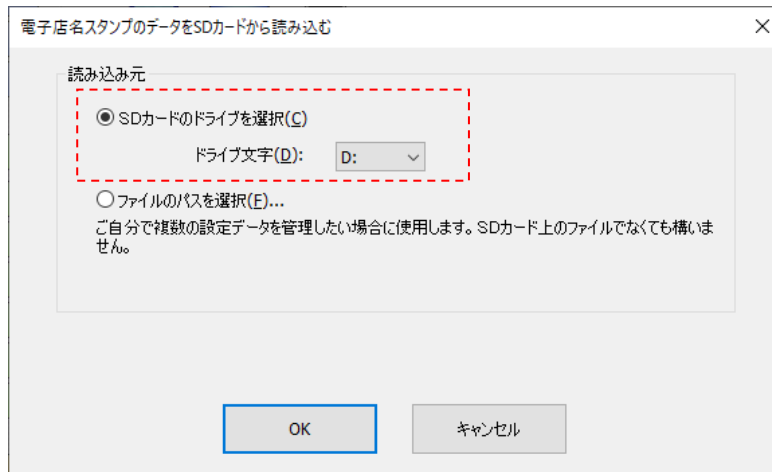 電子店名スタンプのデータをSDカードから読み込む
読み込み元
SDカードのドライブを選択(C)
ドライブ文字(D): D:
ファイルのパスを選択(F)...
ご自分で複数の設定データを管理したい場合に使用します。SDカード上のファイルでなくても構いま
せん。
OK キャンセル